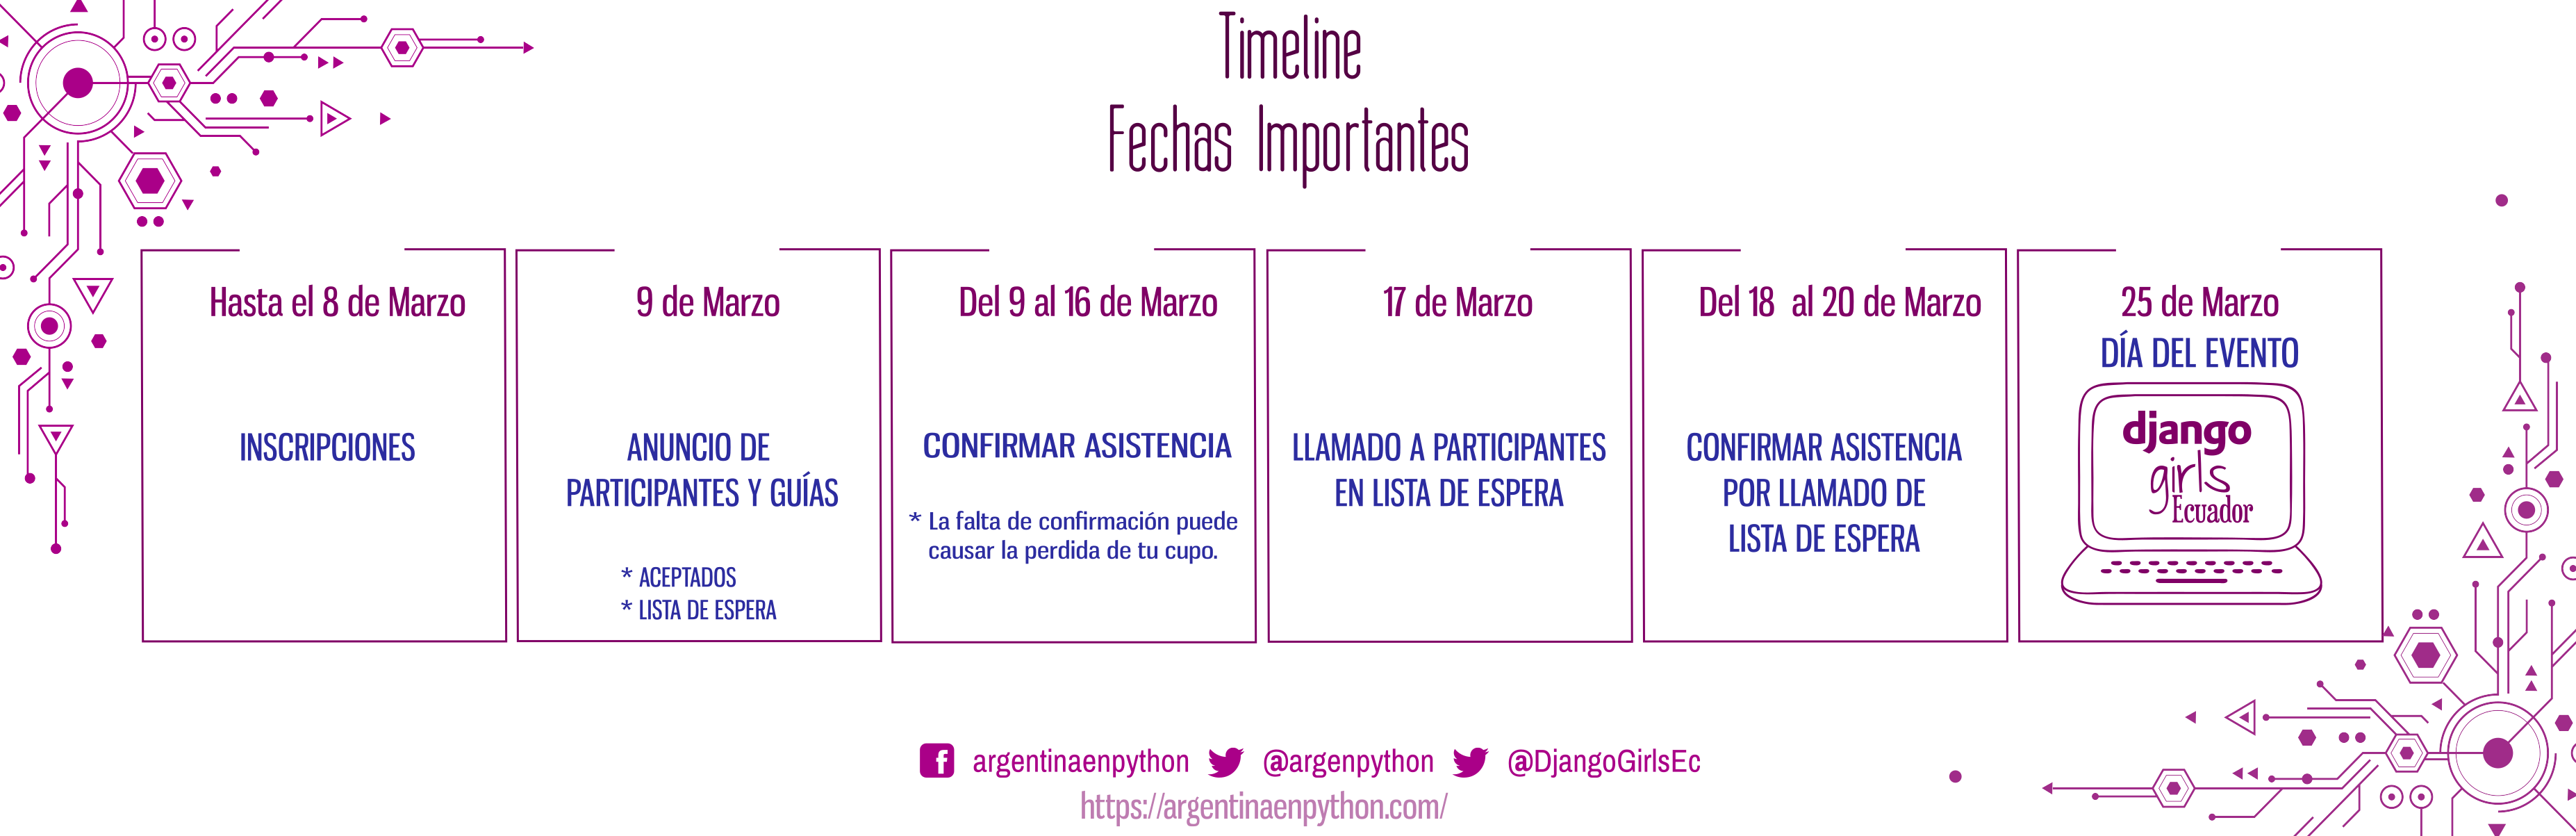 Timeline
Fechas Importantes
Hasta el 8 de Marzo
INSCRIPCIONES
9 de Marzo
ANUNCIO DE
PARTICIPANTES Y GUÍAS
* ACEPTADOS
* LISTA DE ESPERA
Del 9 al 16 de Marzo
CONFIRMAR ASISTENCIA
* La falta de confirmación puede
causar la perdida de tu cupo.
17 de Marzo
LLAMADO A PARTICIPANTES
EN LISTA DE ESPERA
Del 18 al 20 de Marzo
CONFIRMAR ASISTENCIA
POR LLAMADO DE
LISTA DE ESPERA
25 de Marzo
DÍA DEL EVENTO
django
girls
Ecuador
argentinaenpython @argenpython @DjangoGirlsEc
https://argentinaenpython.com/